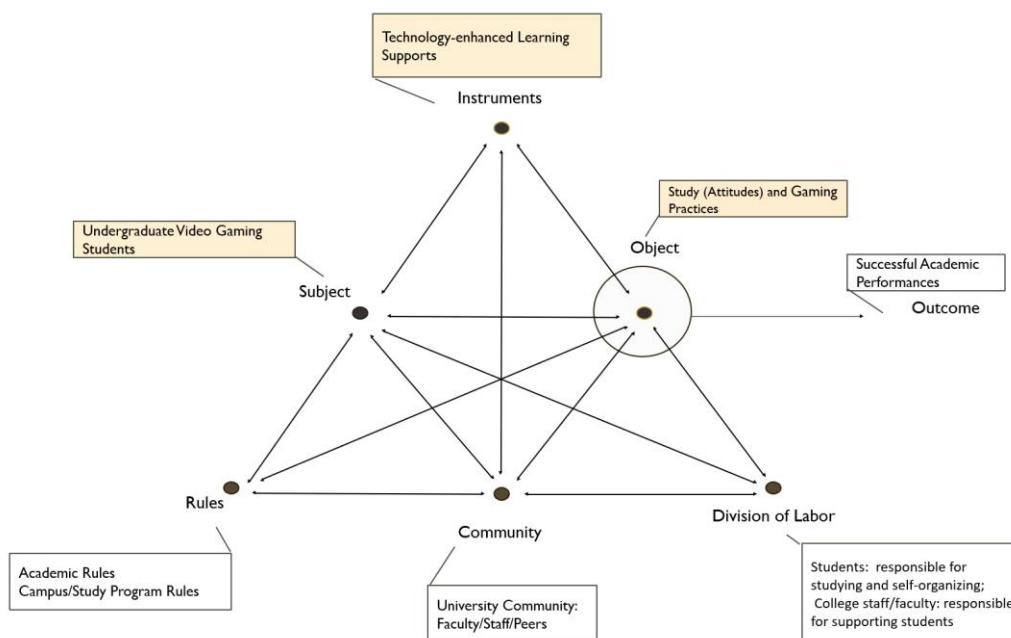 Technology-enhanced Learning
Supports
Instruments
Study (Attitudes) and Gaming
Practices
Object
Undergraduate Video Gaming
Students
Subject
Successful Academic
Performances
Outcome
Rules
Community
Division of Labor
Academic Rules
Campus/Study Program Rules
University Community:
Faculty/Staff/Peers
Students: responsible for
studying and self-organizing;
College staff/faculty: responsible
for supporting students